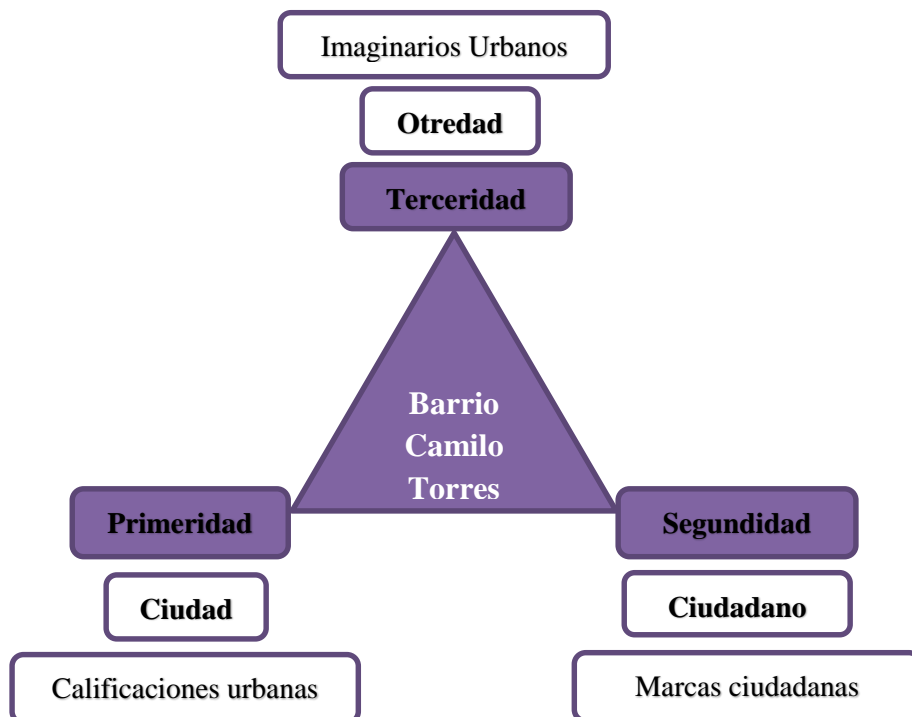 Imaginarios Urbanos
Otredad
Terceridad
Barrio
Camilo
Torres
Primeridad
Segundidad
Ciudad
Ciudadano
Calificaciones urbanas
Marcas ciudadanas